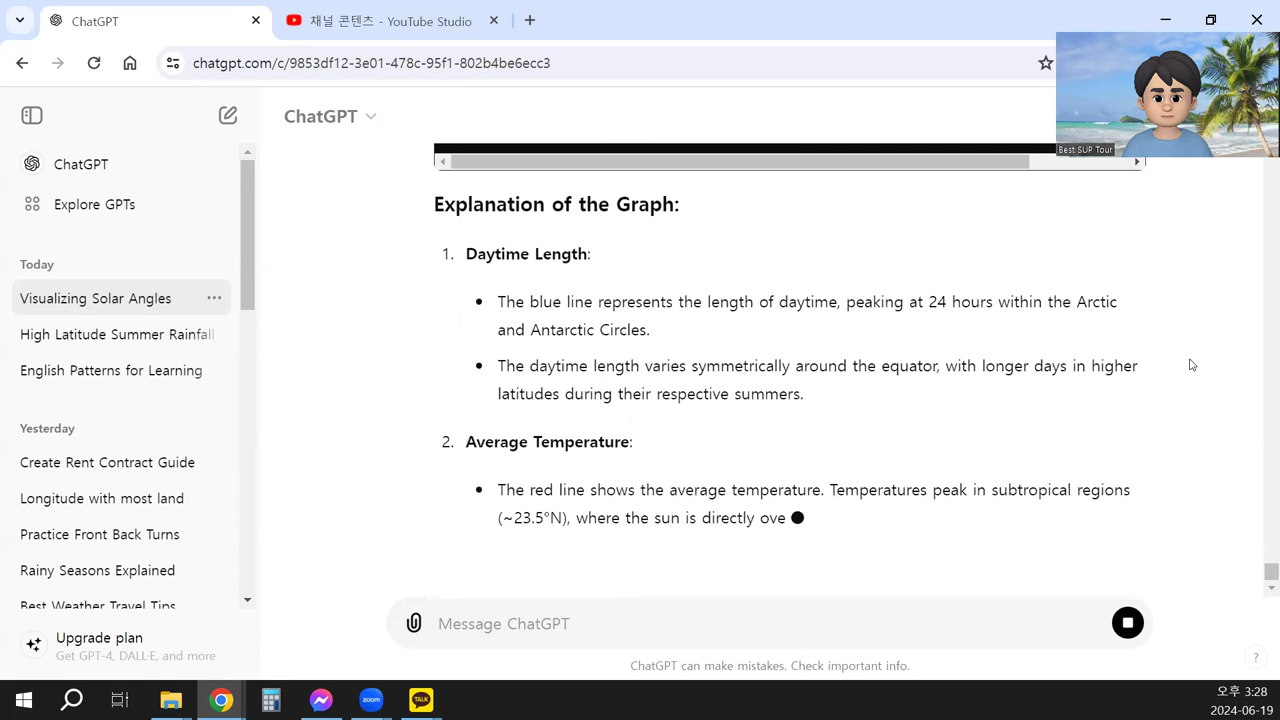 ChatGPT
채널 콘텐츠 - YouTube Studio
chatgpt.com/c/9853df12-3e01-478c-95f1-802b4be6ecc3
Best SUP Tour
ChatGPT
ChatGPT
Explore GPTs
Today
Visualizing Solar Angles
High Latitude Summer Rainfall
English Patterns for Learning
Yesterday
Create Rent Contract Guide
Longitude with most land
Practice Front Back Turns
Rainy Seasons Explained
Best Weather Travel Tips
Upgrade plan
Get GPT-4, DALL·E, and more
Explanation of the Graph:
1. Daytime Length:
• The blue line represents the length of daytime, peaking at 24 hours within the Arctic
and Antarctic Circles.
• The daytime length varies symmetrically around the equator, with longer days in higher
latitudes during their respective summers.
2. Average Temperature:
• The red line shows the average temperature. Temperatures peak in subtropical regions
(~23.5°N), where the sun is directly ove
Message ChatGPT
ChatGPT can make mistakes. Check important info.
?
zoom
TALK
오후 3:28
2024-06-19